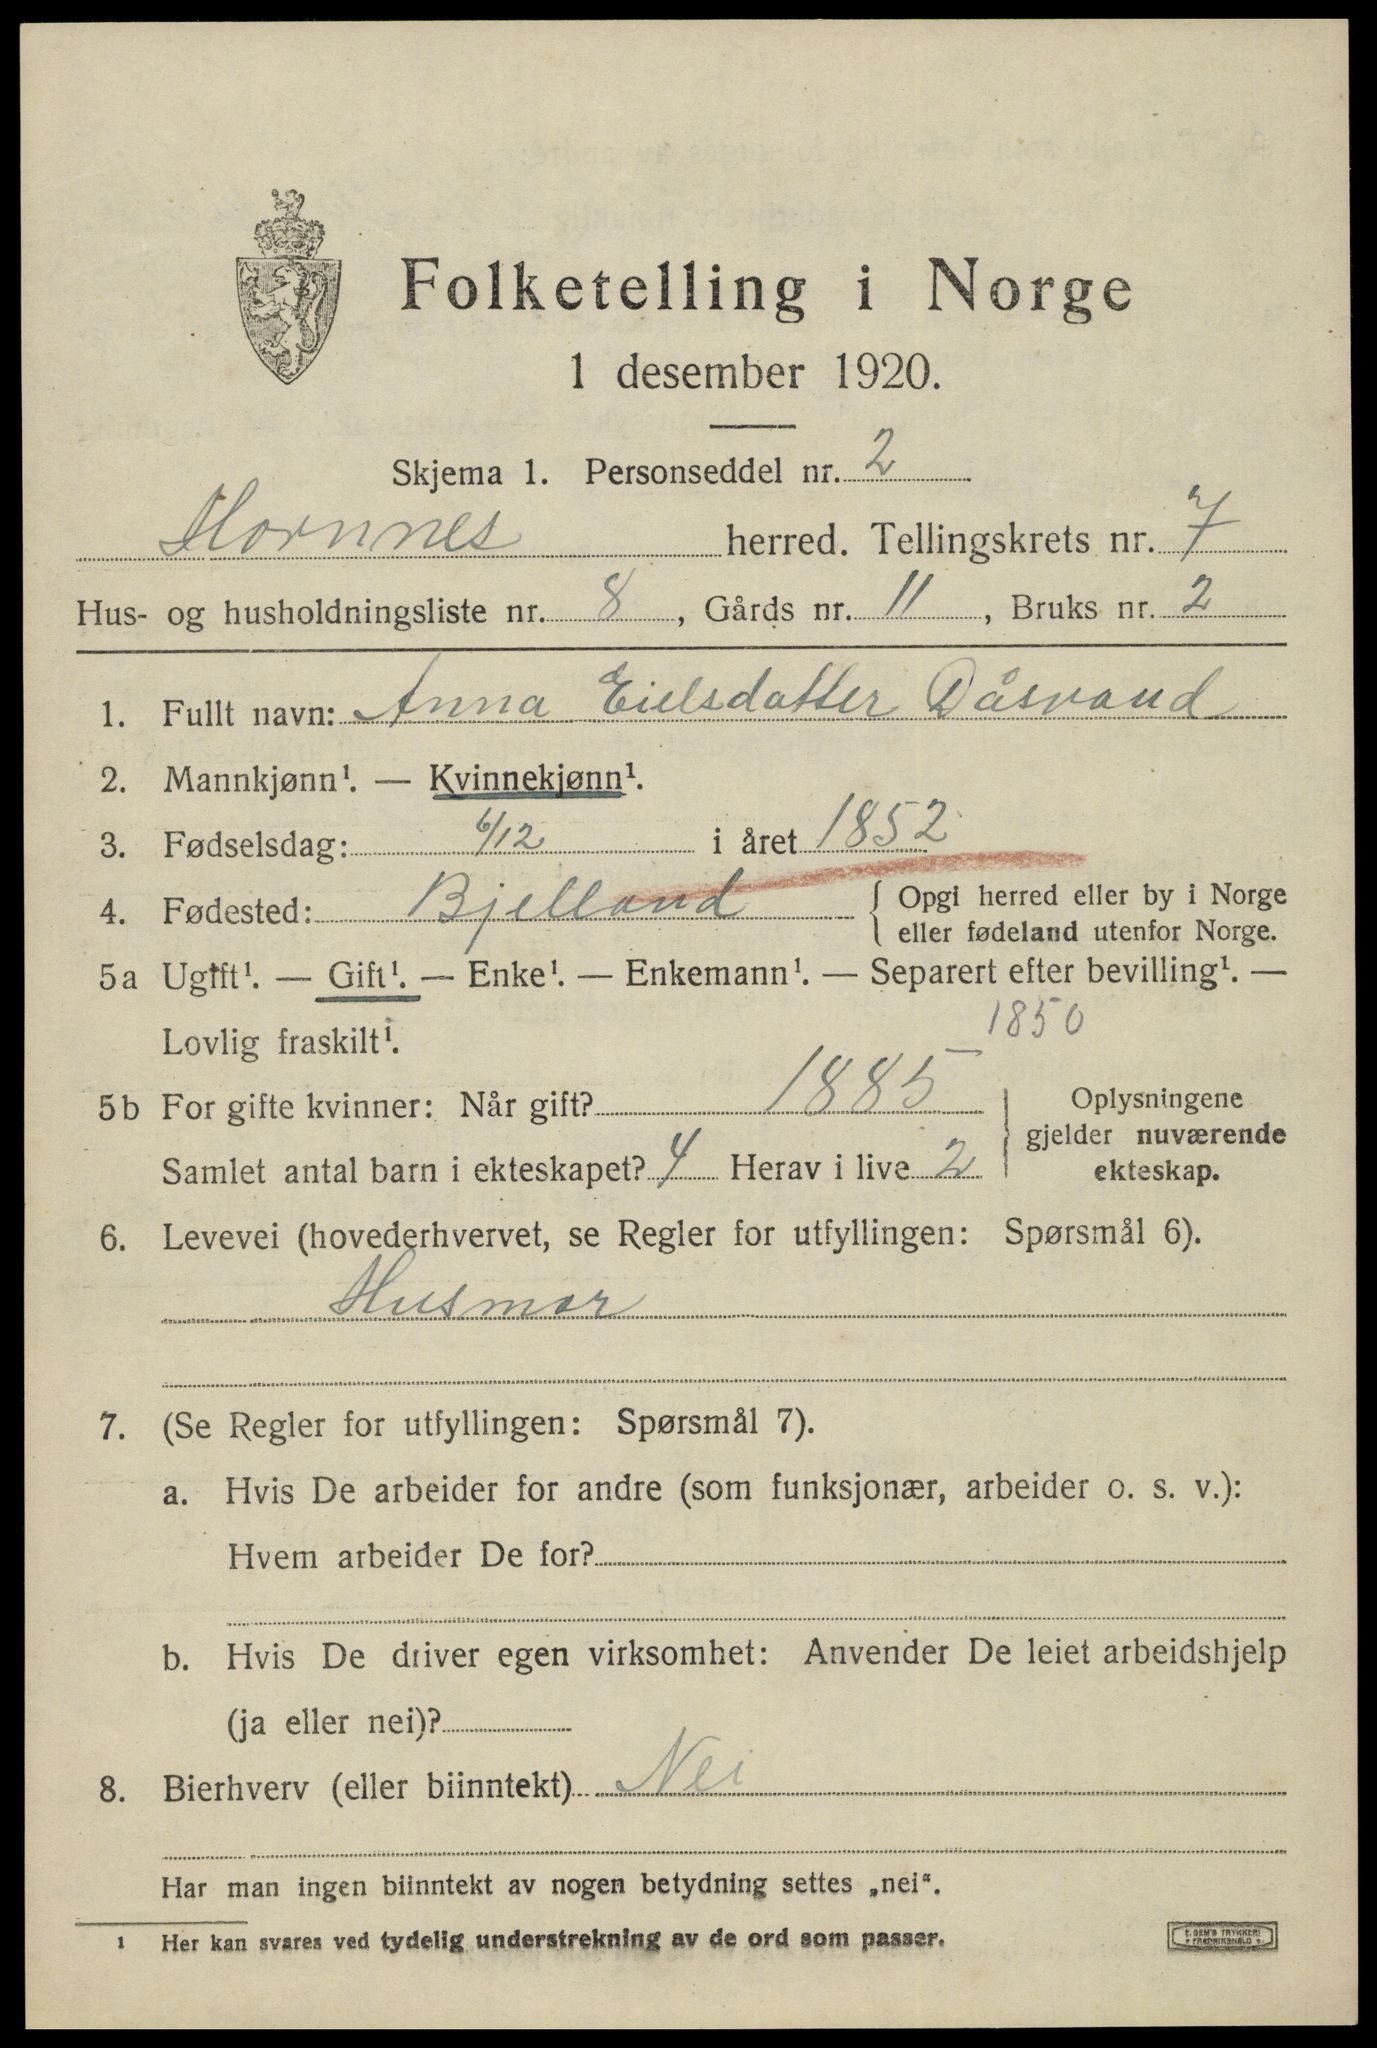 Folketelling i Norge
1 desember 1920.
Skjema 1. Personseddel nr. 2
Hornnes herred. Tellingskrets nr. 7
Hus- og husholdningsliste nr. 8, Gårds nr. 11, Bruks nr. 2
1. Fullt navn: Anna Eielsdatter Dåsvand
2. Mannkjønn¹. — Kvinnekjønn¹.
3. Fødselsdag: 6/12 i året 1852
4. Fødested: Bjelland { Opgi herred eller by i Norge
eller fødeland utenfor Norge.
5a Ugift¹. — Gift¹. — Enke¹. — Enkemann¹. — Separert efter bevilling¹. —
1850
Lovlig fraskilt¹.
5b For gifte kvinner: Når gift? 1885 Oplysningene
gjelder nuværende
Samlet antal barn i ekteskapet? 4 Herav i live 2 ekteskap.
6. Levevei (hovederhvervet, se Regler for utfyllingen: Spørsmål 6).
Husmor
7. (Se Regler for utfyllingen: Spørsmål 7).
a. Hvis De arbeider for andre (som funksjonær, arbeider o. s. v.):
Hvem arbeider De for?
b. Hvis De driver egen virksomhet: Anvender De leiet arbeidshjelp
(ja eller nei)?
8. Bierhverv (eller biinntekt) Nei
Har man ingen biinntekt av nogen betydning settes „nei“.
¹ Her kan svares ved tydelig understrekning av de ord som passer.
E. SEM'S TRYKKERI
FREDRIKSHALD